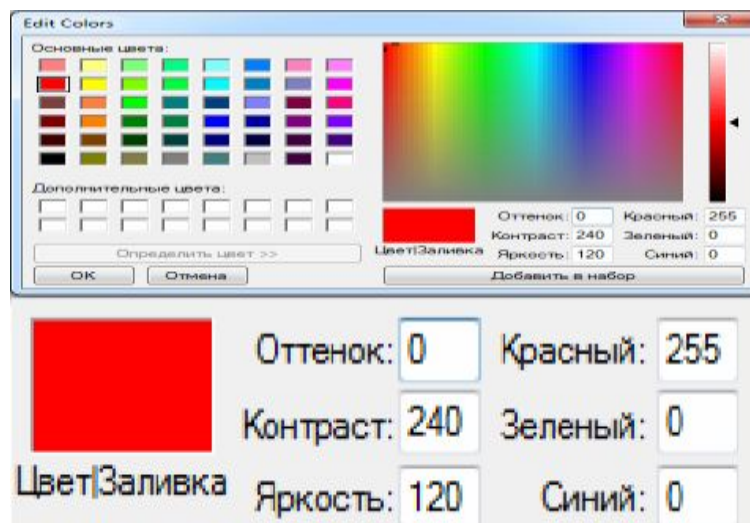 Edit Colors
Основные цвета:
Дополнительные цвета:
Определить цвет >>
OK Отмена
Цвет|Заливка
Оттенок: 0 Красный: 255
Контраст: 240 Зеленый: 0
Яркость: 120 Синий: 0
Добавить в набор
Оттенок: 0 Красный: 255
Контраст: 240 Зеленый: 0
Цвет|Заливка
Яркость: 120 Синий: 0